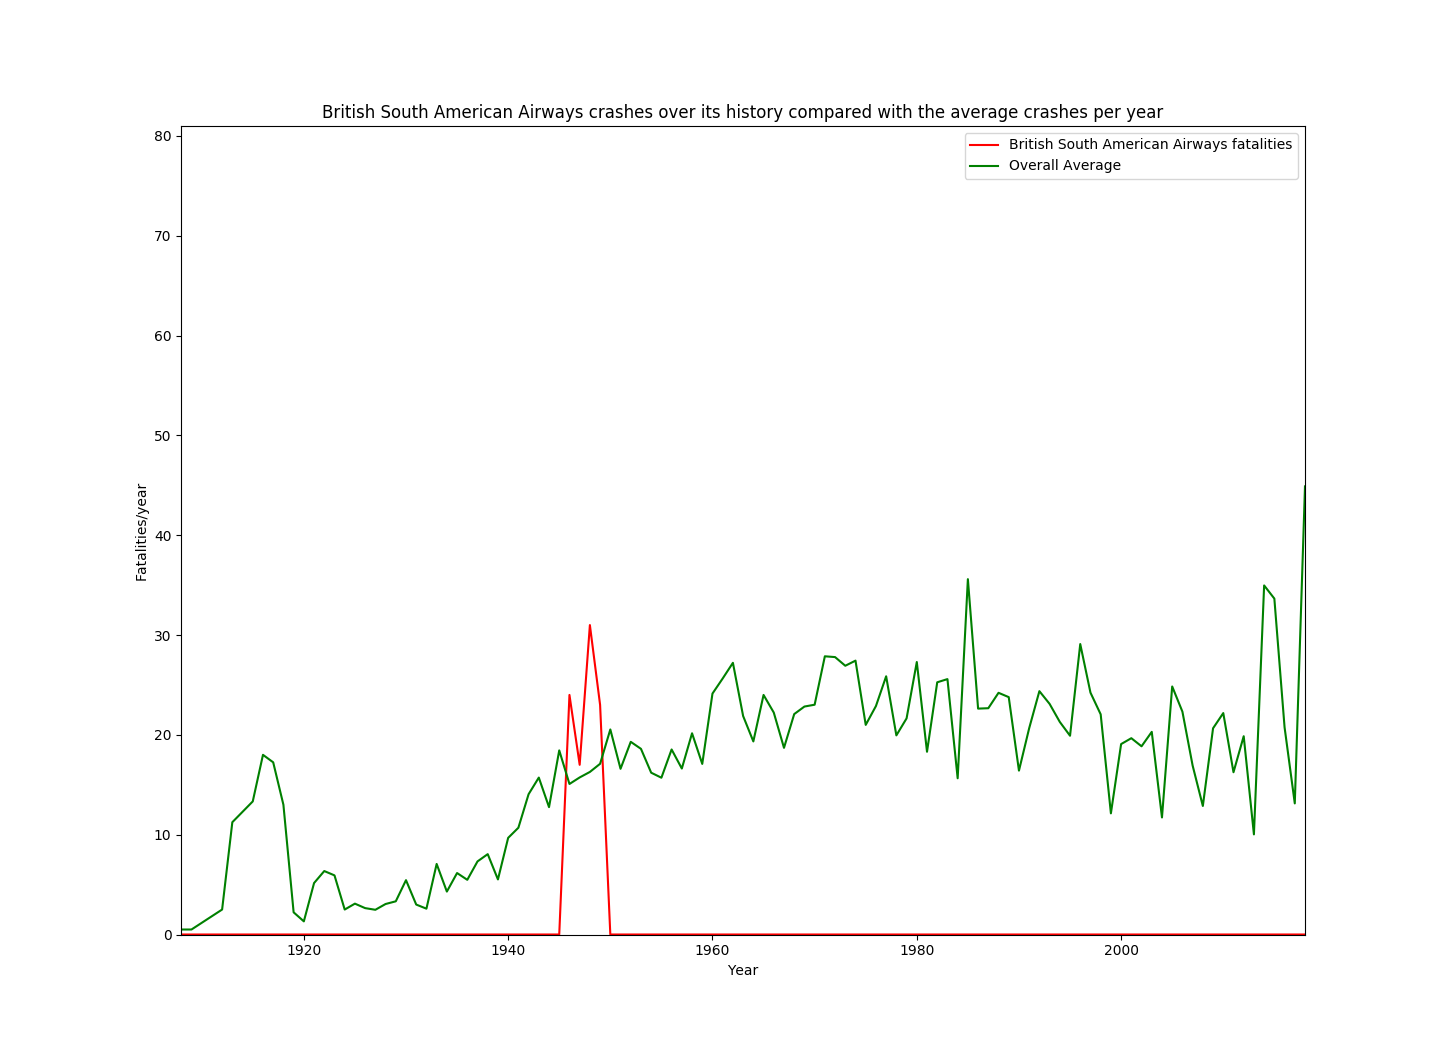 British South American Airways crashes over its history compared with the average crashes per year
British South American Airways fatalities
Overall Average
80
70
60
50
40
30
20
10
0
Fatalities/year
1920 1940 1960 1980 2000
Year